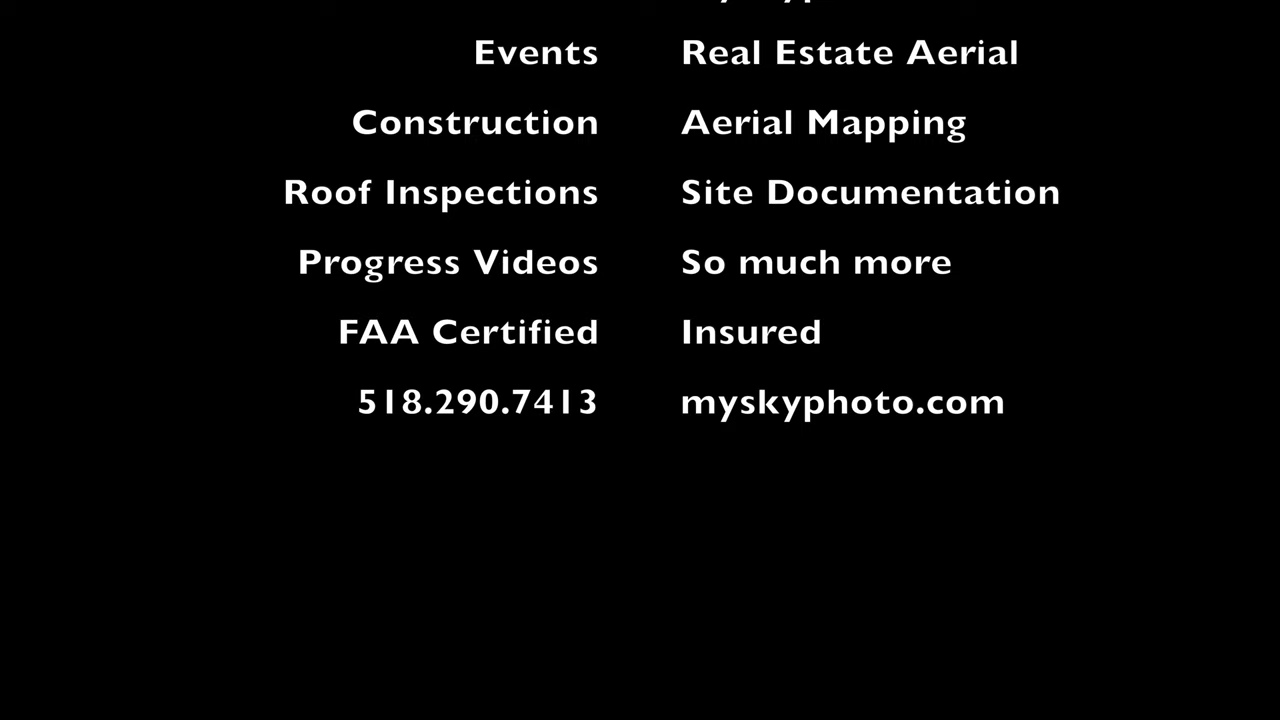 Events Real Estate Aerial
Construction Aerial Mapping
Roof Inspections Site Documentation
Progress Videos So much more
FAA Certified Insured
518.290.7413 myskyphoto.com